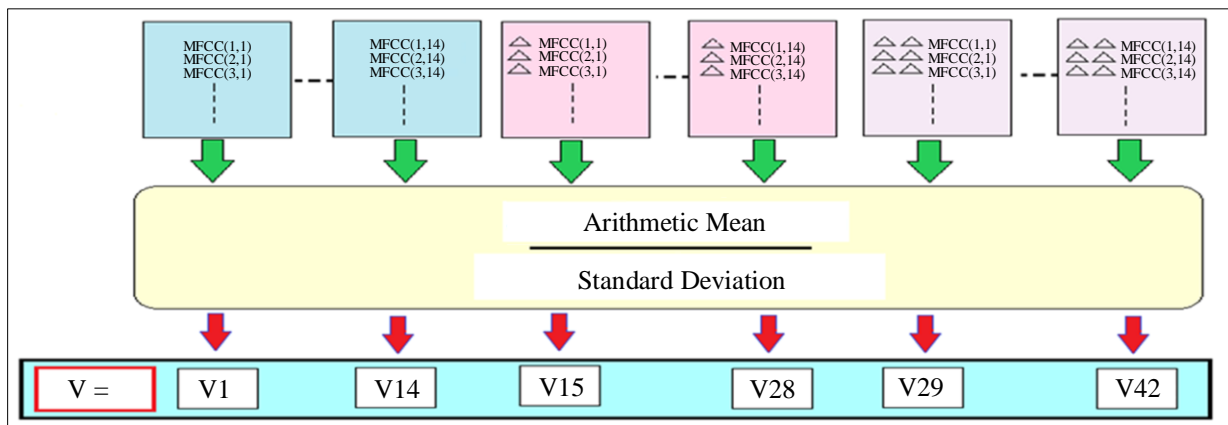 MFCC(1,1)
MFCC(2,1)
MFCC(3,1)
MFCC(1,14)
MFCC(2,14)
MFCC(3,14)
△ MFCC(1,1)
△ MFCC(2,1)
△ MFCC(3,1)
△ MFCC(1,14)
△ MFCC(2,14)
△ MFCC(3,14)
△ △ MFCC(1,1)
△ △ MFCC(2,1)
△ △ MFCC(3,1)
△ △ MFCC(1,14)
△ △ MFCC(2,14)
△ △ MFCC(3,14)
Arithmetic Mean
Standard Deviation
V =
V1
V14
V15
V28
V29
V42